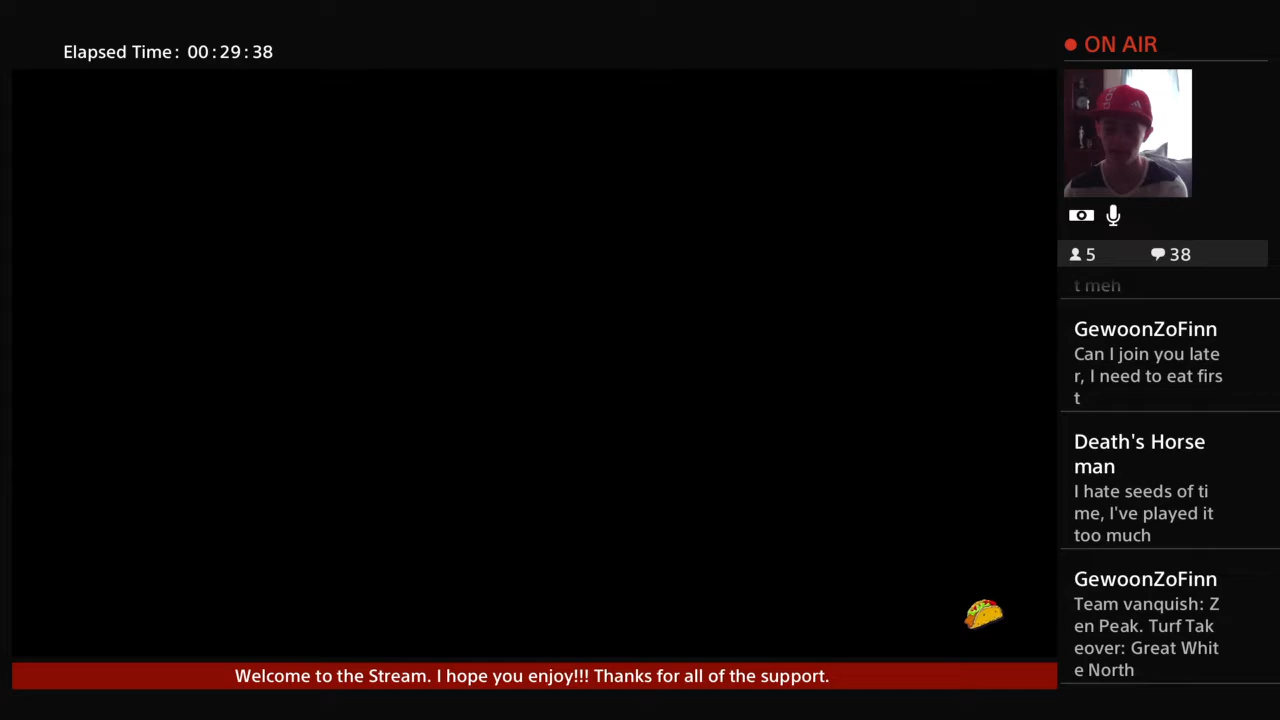 Elapsed Time: 00:29:38
ON AIR
5
38
t meh
GewoonZoFinn
Can I join you late
r, I need to eat firs
t
Death's Horse
man
I hate seeds of ti
me, I've played it
too much
GewoonZoFinn
Team vanquish: Z
en Peak. Turf Tak
eover: Great Whit
e North
Welcome to the Stream. I hope you enjoy!!! Thanks for all of the support.